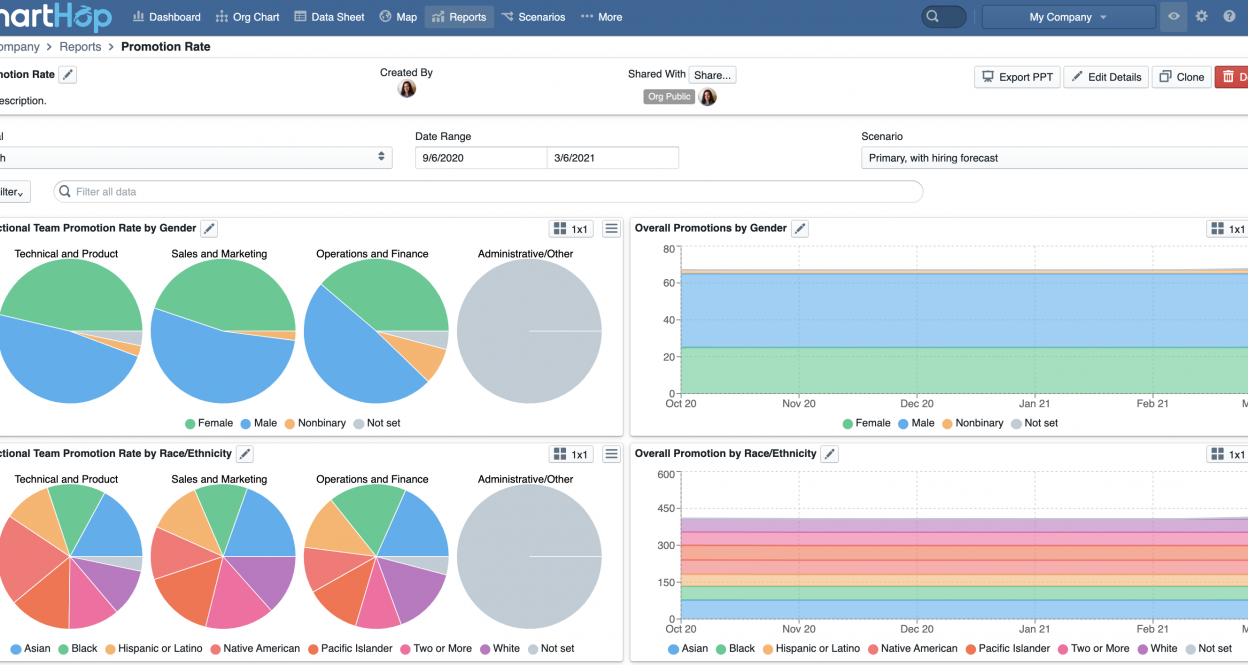 hartHop Dashboard Org Chart Data Sheet Map Reports Scenarios More My Company
ompany > Reports > Promotion Rate
notion Rate
Created By
Shared With Share...
Org Public
Export PPT Edit Details Clone D
escription.
Date Range
Scenario
h
9/6/2020 3/6/2021
Primary, with hiring forecast
ilter Filter all data
ctional Team Promotion Rate by Gender 1x1
Technical and Product Sales and Marketing Operations and Finance Administrative/Other
Female Male Nonbinary Not set
Overall Promotions by Gender 1x1
80
60
40
20
0
Oct 20 Nov 20 Dec 20 Jan 21 Feb 21 M
Female Male Nonbinary Not set
ctional Team Promotion Rate by Race/Ethnicity 1x1
Technical and Product Sales and Marketing Operations and Finance Administrative/Other
Asian Black Hispanic or Latino Native American Pacific Islander Two or More White Not set
Overall Promotion by Race/Ethnicity 1x1
600
450
300
150
0
Oct 20 Nov 20 Dec 20 Jan 21 Feb 21 M
Asian Black Hispanic or Latino Native American Pacific Islander Two or More White Not set